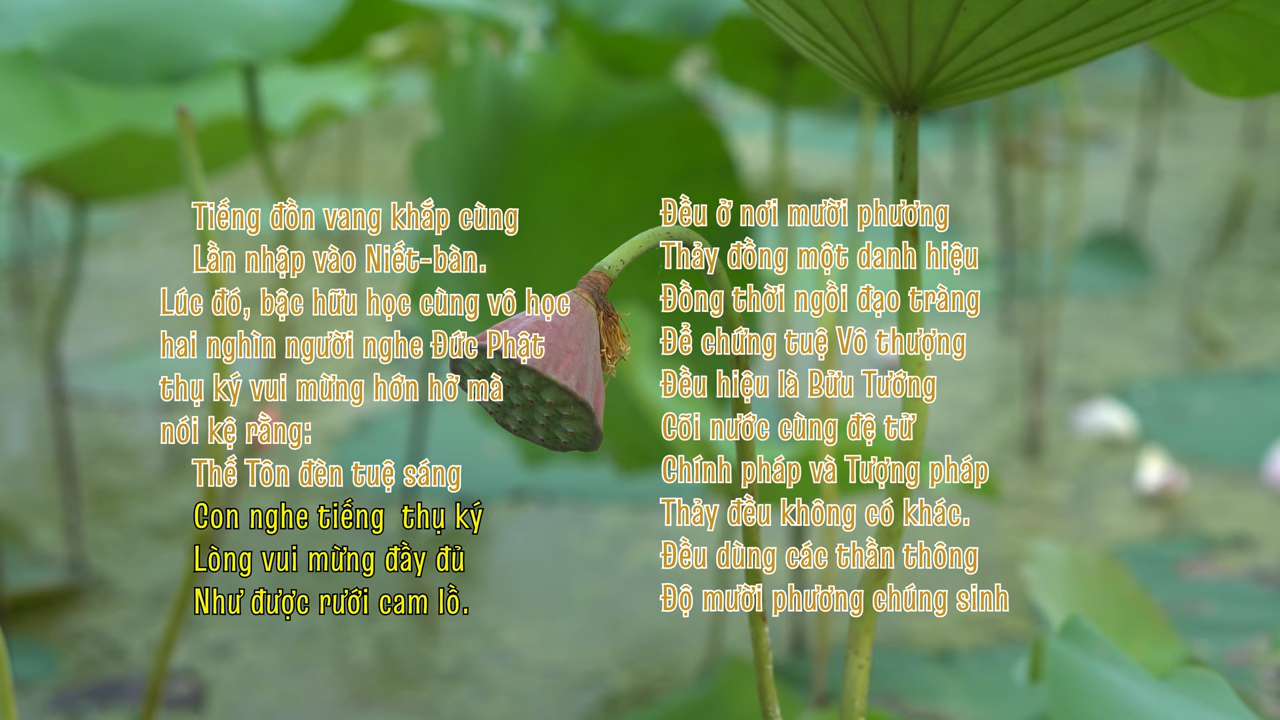 Tiếng đồn vang khắp cùng
Lần nhập vào Niết-bàn.
Lúc đó, bậc hữu học cùng vô học
hai nghìn người nghe Đức Phật
thụ ký vui mừng hớn hở mà
nói kệ rằng:
Thế Tôn đèn tuệ sáng
Con nghe tiếng thụ ký
Lòng vui mừng đầy đủ
Như được rưới cam lồ.
Đều ở nơi mười phương
Thảy đồng một danh hiệu
Đồng thời ngồi đạo tràng
Để chứng tuệ Vô thượng
Đều hiệu là Bửu Tướng
Cõi nước cùng đệ tử
Chính pháp và Tượng pháp
Thảy đều không có khác.
Đều dùng các thần thông
Độ mười phương chúng sinh